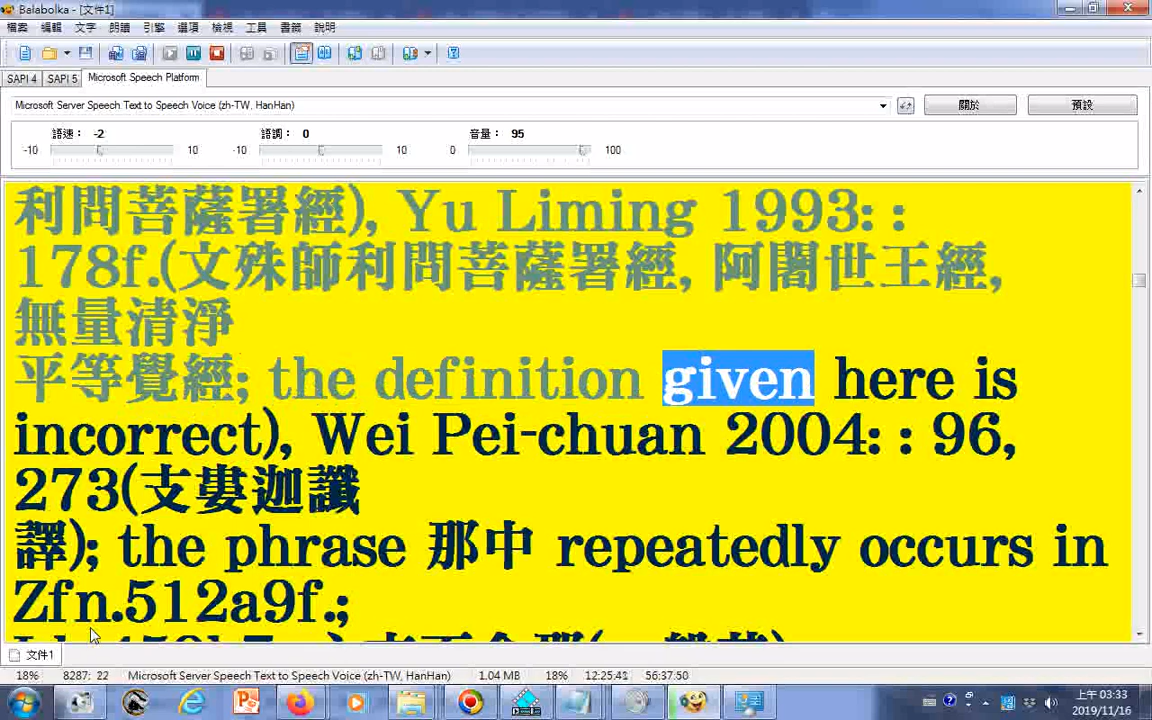 Balabolka - [文件1]
檔案 編輯 文字 朗讀 引擎 選項 檢視 工具 書籤 說明
SAPI 4 SAPI 5 Microsoft Speech Platform
Microsoft Server Speech Text to Speech Voice (zh-TW, HanHan) 關於 預設
語速： -2 語調： 0 音量： 95
-10 10 -10 10 0 100
利問菩薩署經), Yu Liming 1993: :
178f.(文殊師利問菩薩署經, 阿闍世王經,
無量清淨
平等覺經; the definition given here is
incorrect), Wei Pei-chuan 2004: : 96,
273(支婁迦讖
譯); the phrase 那中 repeatedly occurs in
Zfn.512a9f.;
文件1
18% 8287: 22 Microsoft Server Speech Text to Speech Voice (zh-TW, HanHan) 1.04 MB 18% 12:25:41 56:37:50
上午 03:33
2019/11/16